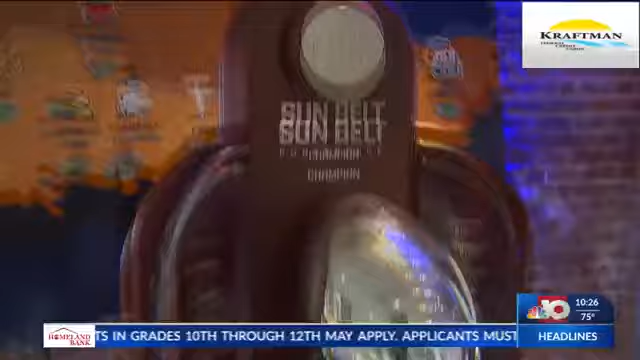 KRAFTMAN
SUN BELT
SUN BELT
CHAMPION
CHAMPION
10
10:26
75°
HOMELAND
BANK
TS IN GRADES 10TH THROUGH 12TH MAY APPLY. APPLICANTS MUST
HEADLINES